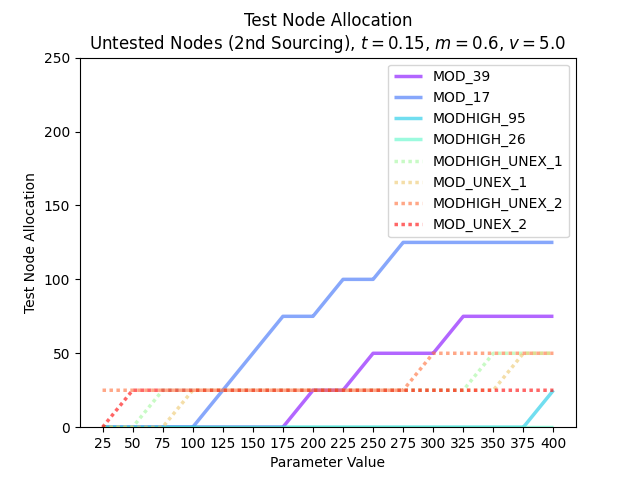 Test Node Allocation
Untested Nodes (2nd Sourcing), t = 0.15, m = 0.6, v = 5.0
250
200
150
100
50
0
Test Node Allocation
MOD_39
MOD_17
MODHIGH_95
MODHIGH_26
MODHIGH_UNEX_1
MOD_UNEX_1
MODHIGH_UNEX_2
MOD_UNEX_2
25 50 75 100 125 150 175 200 225 250 275 300 325 350 375 400
Parameter Value